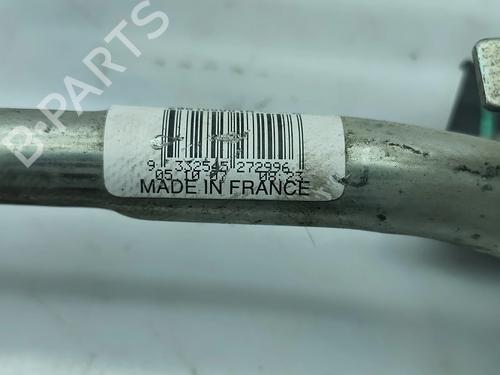 B-PARTS
9 332545 272996
05.10.07 08:23
MADE IN FRANCE